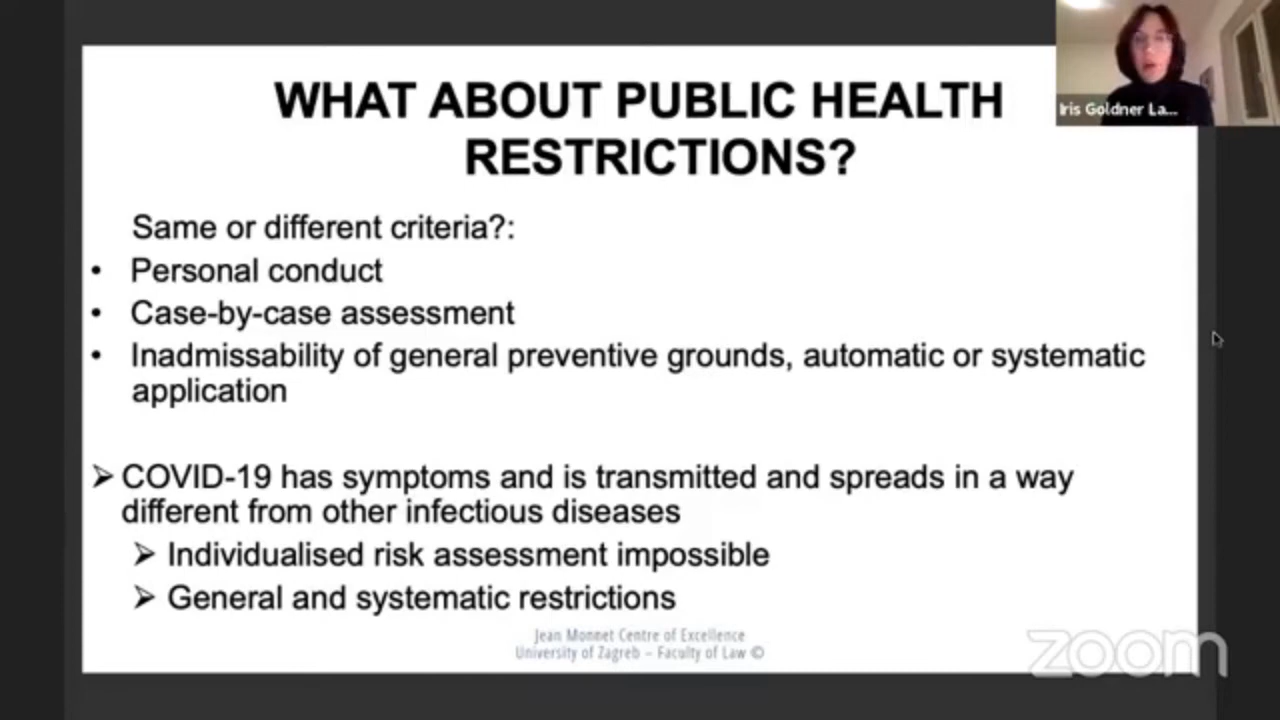 WHAT ABOUT PUBLIC HEALTH
RESTRICTIONS?
Iris Goldner La...
Same or different criteria?:
• Personal conduct
• Case-by-case assessment
• Inadmissability of general preventive grounds, automatic or systematic
application
➢ COVID-19 has symptoms and is transmitted and spreads in a way
different from other infectious diseases
➢ Individualised risk assessment impossible
➢ General and systematic restrictions
Jean Monnet Centre of Excellence
University of Zagreb – Faculty of Law ©
zoom